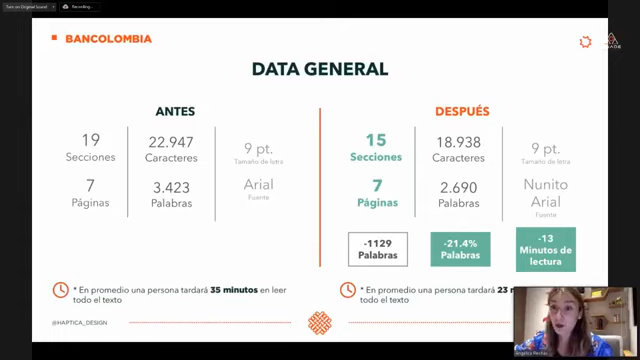 Turn on Original Sound
Recording...
BANCOLOMBIA
DATA GENERAL
ANTES
19
Secciones
22.947
Caracteres
9 pt.
Tamaño de letra
7
Páginas
3.423
Palabras
Arial
Fuente
* En promedio una persona tardará 35 minutos en leer
todo el texto
DESPUÉS
15
Secciones
18.938
Caracteres
9 pt.
Tamaño de letra
7
Páginas
2.690
Palabras
Nunito
Arial
Fuente
-1129
Palabras
-21,4%
Palabras
-13
Minutos de
lectura
* En promedio una persona tardará 23
todo el texto
@HAPTICA_DESIGN